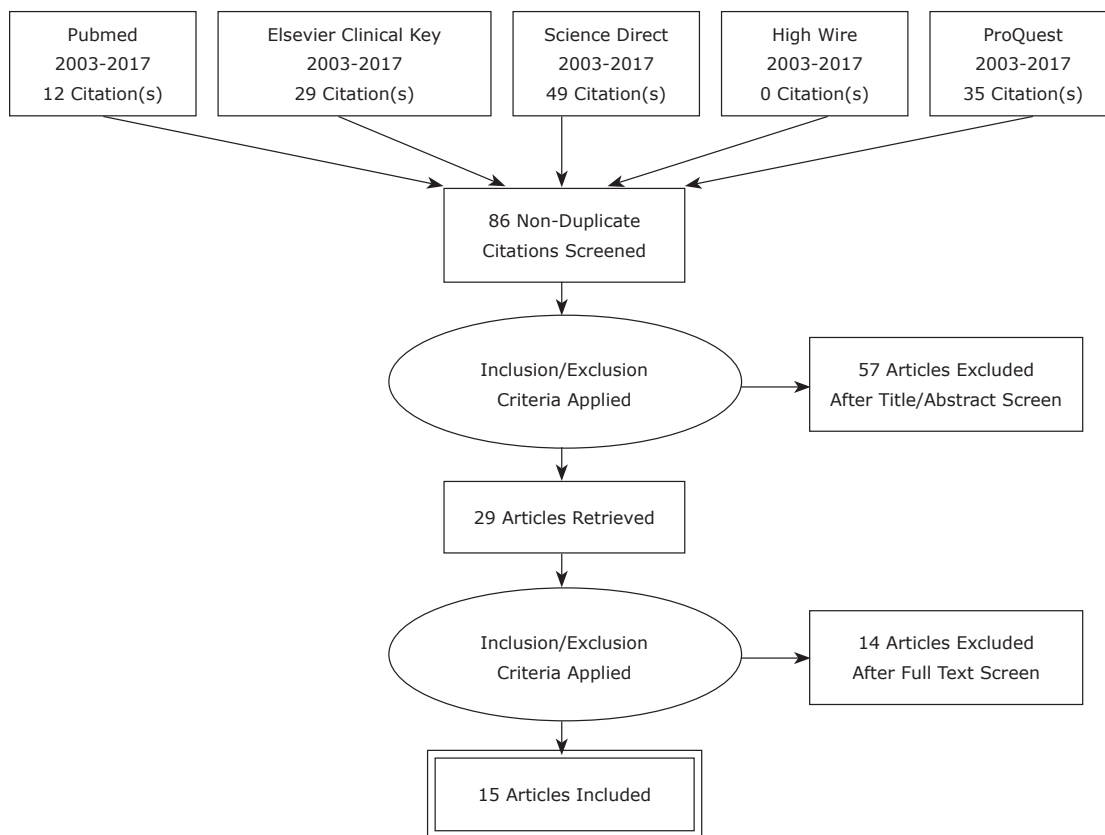 Pubmed
2003-2017
12 Citation(s)
Elsevier Clinical Key
2003-2017
29 Citation(s)
Science Direct
2003-2017
49 Citation(s)
High Wire
2003-2017
0 Citation(s)
ProQuest
2003-2017
35 Citation(s)
86 Non-Duplicate
Citations Screened
Inclusion/Exclusion
Criteria Applied
57 Articles Excluded
After Title/Abstract Screen
29 Articles Retrieved
Inclusion/Exclusion
Criteria Applied
14 Articles Excluded
After Full Text Screen
15 Articles Included